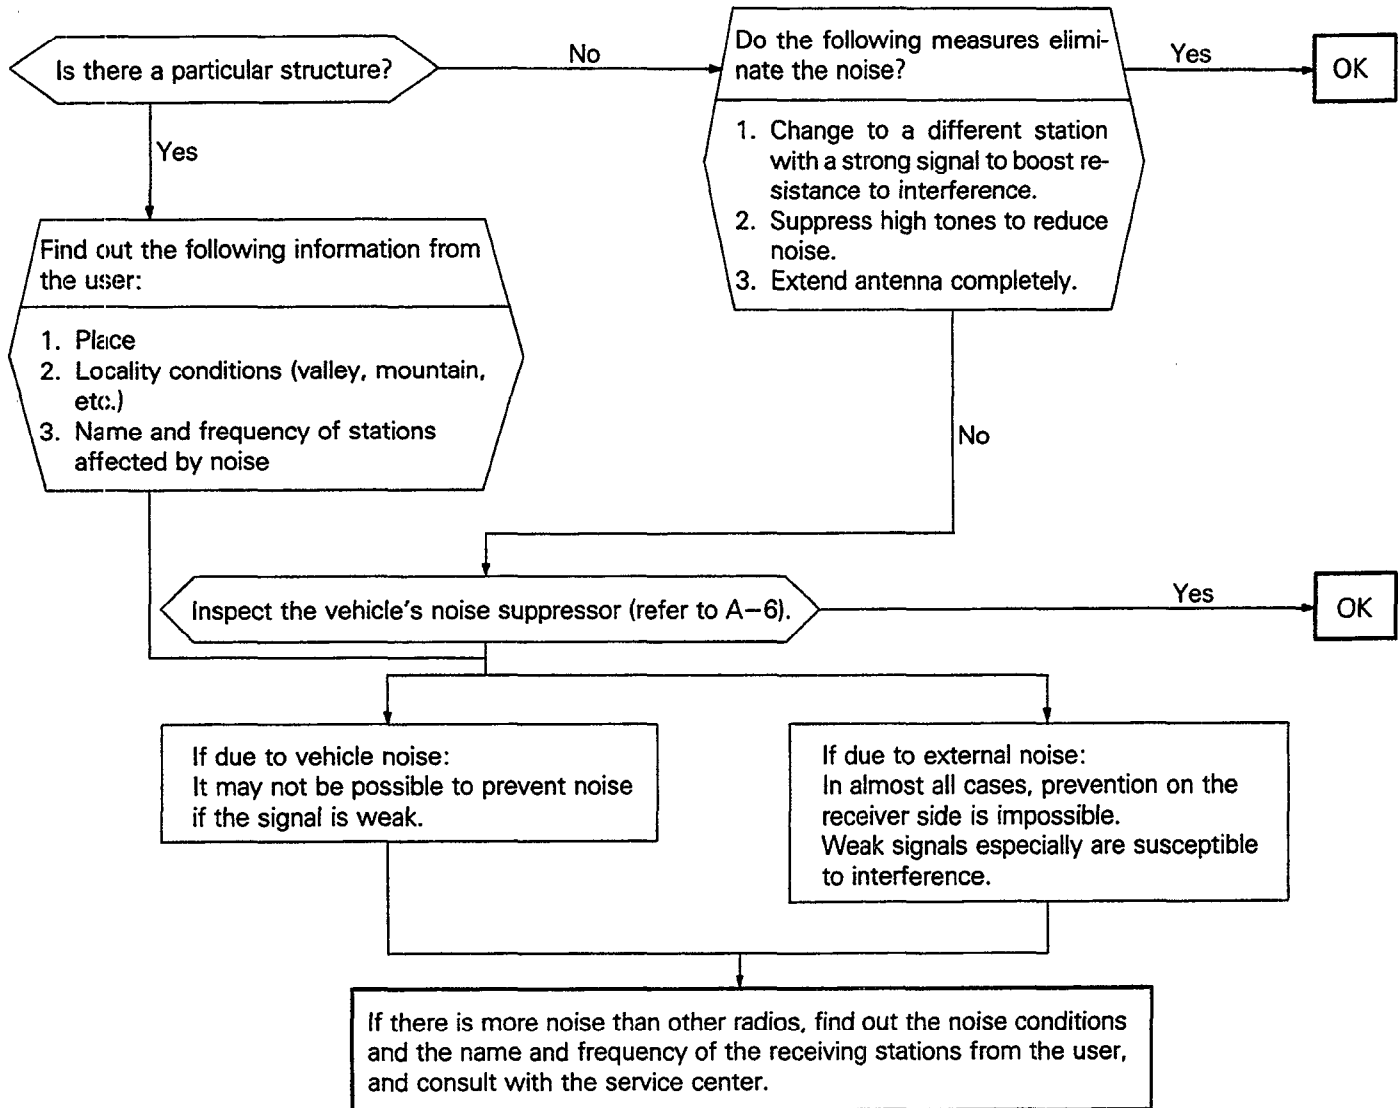 Is there a particular structure?
No
Do the following measures elimi-
nate the noise?
Yes
OK
1. Change to a different station
with a strong signal to boost re-
sistance to interference.
2. Suppress high tones to reduce
noise.
3. Extend antenna completely.
Yes
Find out the following information from
the user:
1. Place
2. Locality conditions (valley, mountain,
etc.)
3. Name and frequency of stations
affected by noise
No
Inspect the vehicle's noise suppressor (refer to A–6).
Yes
OK
If due to vehicle noise:
It may not be possible to prevent noise
if the signal is weak.
If due to external noise:
In almost all cases, prevention on the
receiver side is impossible.
Weak signals especially are susceptible
to interference.
If there is more noise than other radios, find out the noise conditions
and the name and frequency of the receiving stations from the user,
and consult with the service center.